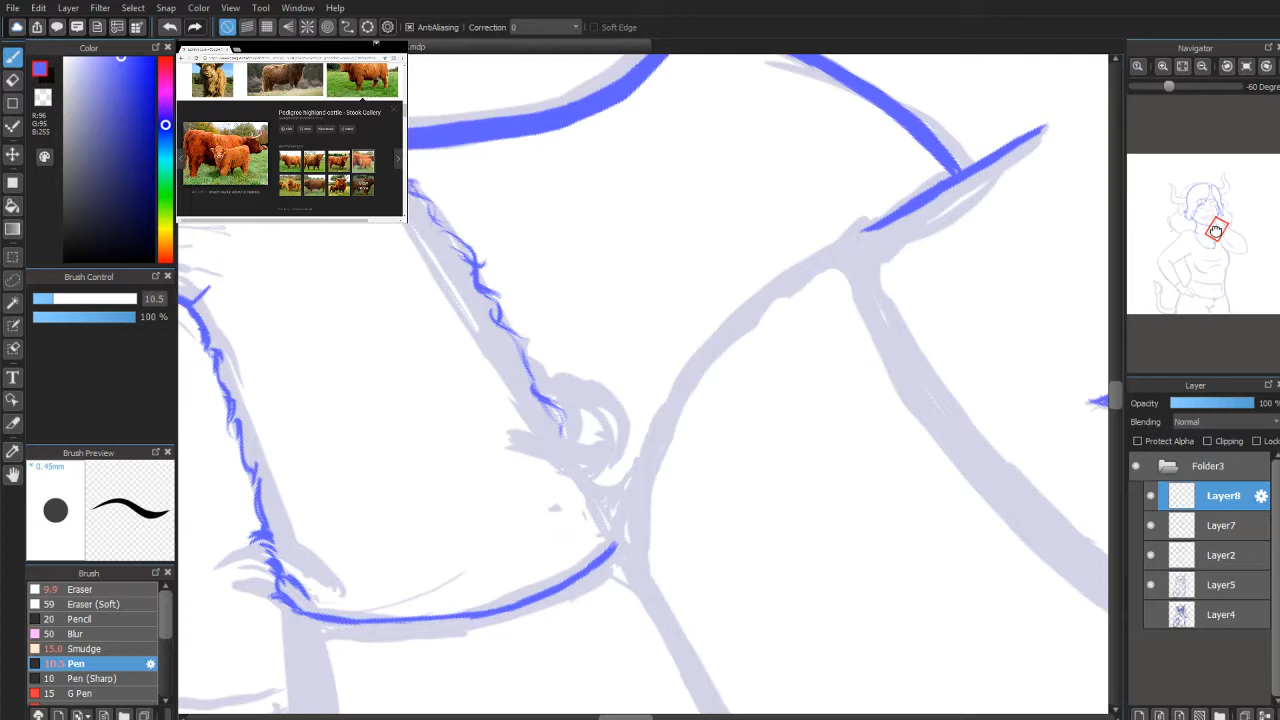 File Edit Layer Filter Select Snap Color View Tool Window Help
AntiAliasing Correction 0 Soft Edge
.mdp
Color
R:96
G:95
B:255
Brush Control
10.5
100 %
Brush Preview
* 0.45mm
Brush
9.9 Eraser
59 Eraser (Soft)
20 Pencil
50 Blur
15.0 Smudge
10.5 Pen
10 Pen (Sharp)
15 G Pen
Pedigree highland cattle - Stock Gallery
Navigator
-60 Degree
Layer
Opacity 100 %
Blending Normal
Protect Alpha Clipping Lock
Folder3
Layer8
Layer7
Layer2
Layer5
Layer4